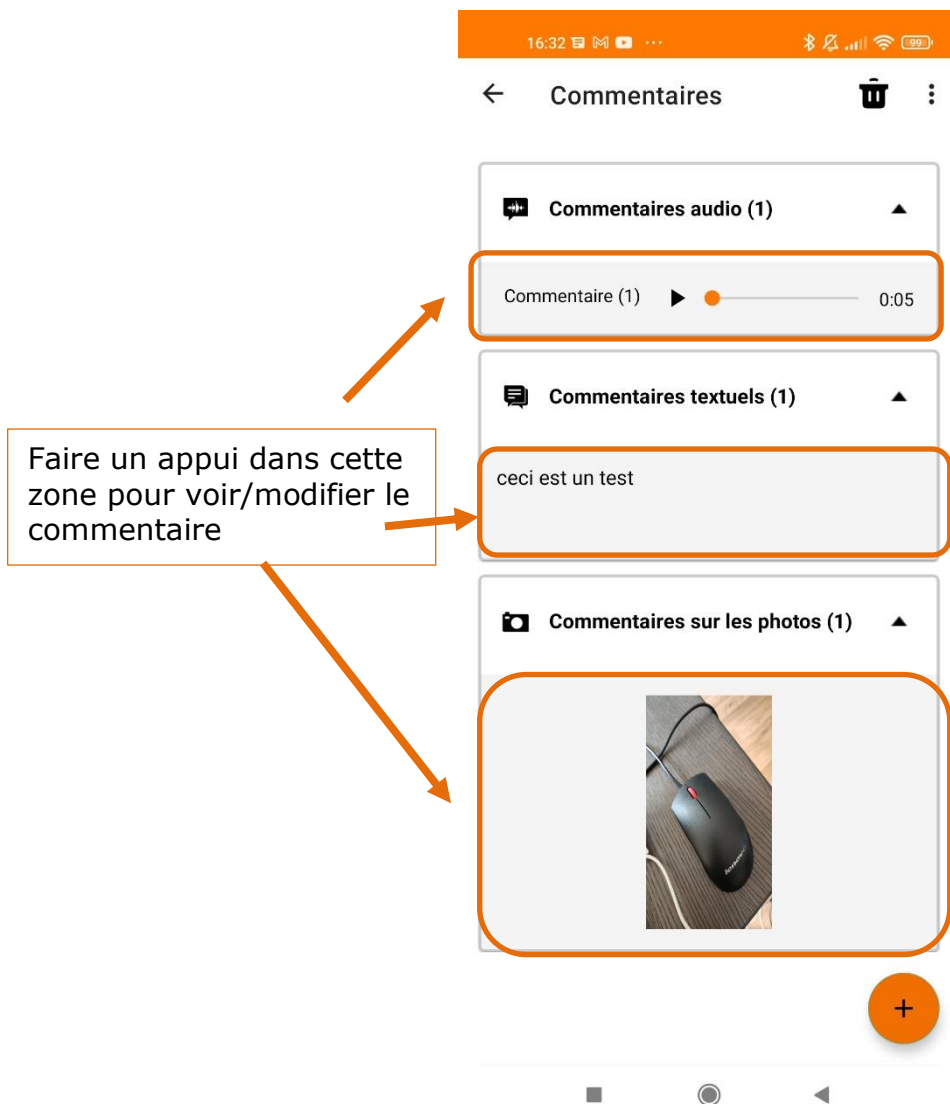 16:32
99
Commentaires
Commentaires audio (1)
Commentaire (1)
0:05
Commentaires textuels (1)
Faire un appui dans cette
zone pour voir/modifier le
commentaire
ceci est un test
Commentaires sur les photos (1)
lenovo
+